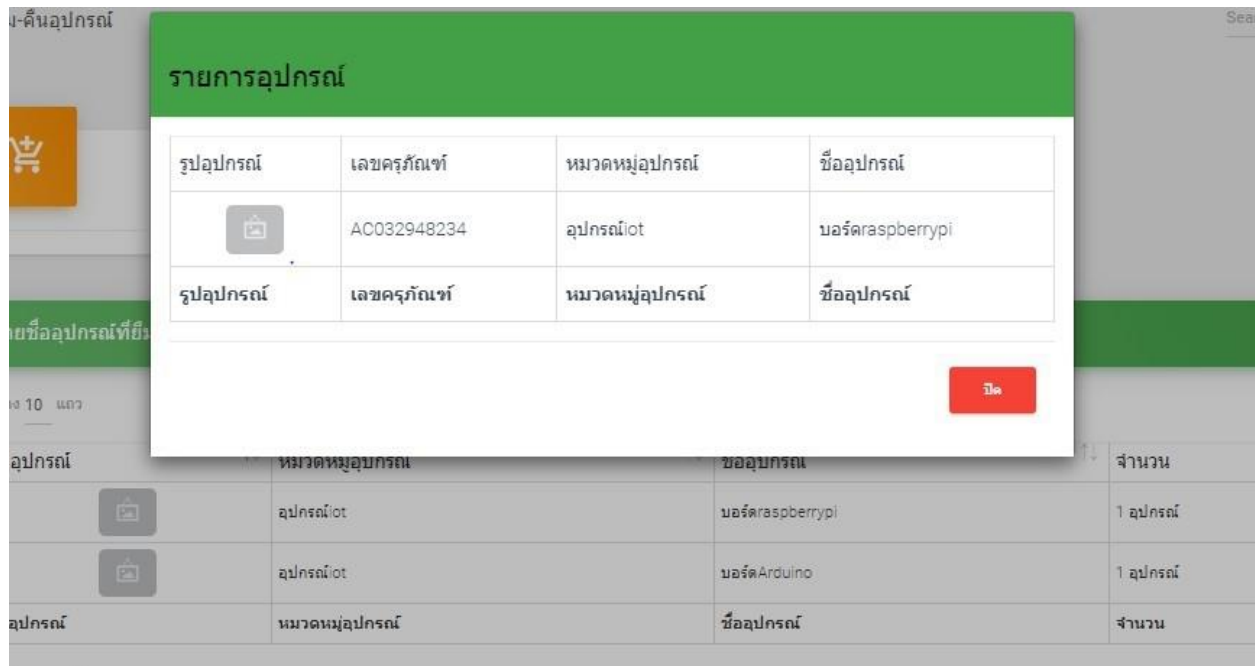 -คืนอุปกรณ์
รายการอุปกรณ์
รูปอุปกรณ์ เลขครุภัณฑ์ หมวดหมู่อุปกรณ์ ชื่ออุปกรณ์
AC032948234 อุปกรณ์iot บอร์ดraspberrypi
รูปอุปกรณ์ เลขครุภัณฑ์ หมวดหมู่อุปกรณ์ ชื่ออุปกรณ์
ยชื่ออุปกรณ์ที่ยืม
10 แถว
ปิด
อุปกรณ์ หมวดหมู่อุปกรณ์ ชื่ออุปกรณ์ จำนวน
อุปกรณ์iot บอร์ดraspberrypi 1 อุปกรณ์
อุปกรณ์iot บอร์ดArduino 1 อุปกรณ์
อุปกรณ์ หมวดหมู่อุปกรณ์ ชื่ออุปกรณ์ จำนวน